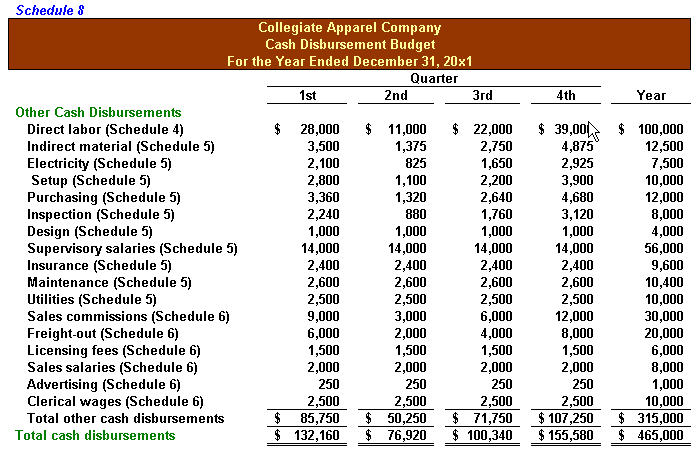 Schedule 8
Collegiate Apparel Company
Cash Disbursement Budget
For the Year Ended December 31, 20x1
Quarter
1st 2nd 3rd 4th Year
Other Cash Disbursements
Direct labor (Schedule 4) $ 28,000 $ 11,000 $ 22,000 $ 39,000 $ 100,000
Indirect material (Schedule 5) 3,500 1,375 2,750 4,875 12,500
Electricity (Schedule 5) 2,100 825 1,650 2,925 7,500
Setup (Schedule 5) 2,800 1,100 2,200 3,900 10,000
Purchasing (Schedule 5) 3,360 1,320 2,640 4,680 12,000
Inspection (Schedule 5) 2,240 880 1,760 3,120 8,000
Design (Schedule 5) 1,000 1,000 1,000 1,000 4,000
Supervisory salaries (Schedule 5) 14,000 14,000 14,000 14,000 56,000
Insurance (Schedule 5) 2,400 2,400 2,400 2,400 9,600
Maintenance (Schedule 5) 2,600 2,600 2,600 2,600 10,400
Utilities (Schedule 5) 2,500 2,500 2,500 2,500 10,000
Sales commissions (Schedule 6) 9,000 3,000 6,000 12,000 30,000
Freight-out (Schedule 6) 6,000 2,000 4,000 8,000 20,000
Licensing fees (Schedule 6) 1,500 1,500 1,500 1,500 6,000
Sales salaries (Schedule 6) 2,000 2,000 2,000 2,000 8,000
Advertising (Schedule 6) 250 250 250 250 1,000
Clerical wages (Schedule 6) 2,500 2,500 2,500 2,500 10,000
Total other cash disbursements $ 85,750 $ 50,250 $ 71,750 $ 107,250 $ 315,000
Total cash disbursements $ 132,160 $ 76,920 $ 100,340 $ 155,580 $ 465,000